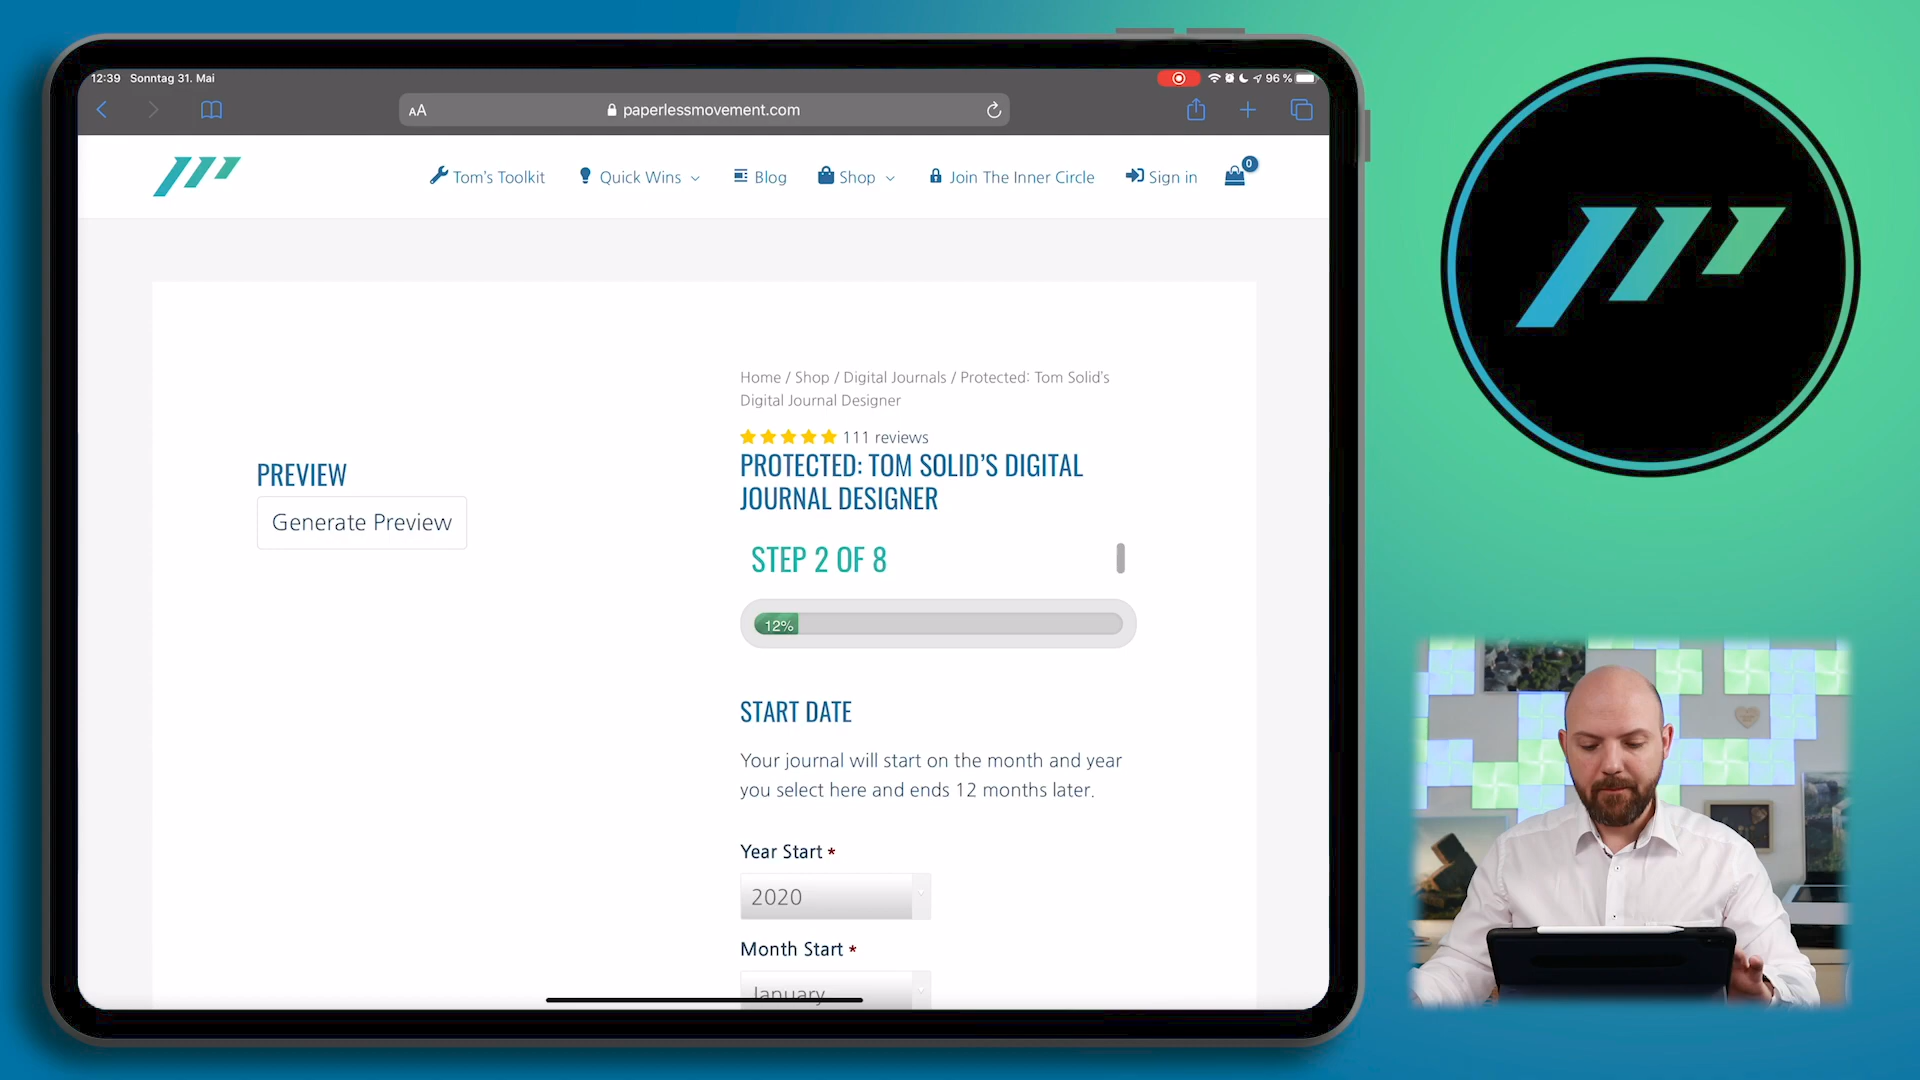 12:39 Sonntag 31. Mai
96 %
AA
paperlessmovement.com
Tom's Toolkit
Quick Wins
Blog
Shop
Join The Inner Circle
Sign in
0
Home / Shop / Digital Journals / Protected: Tom Solid's
Digital Journal Designer
111 reviews
PROTECTED: TOM SOLID'S DIGITAL
JOURNAL DESIGNER
PREVIEW
Generate Preview
STEP 2 OF 8
12%
START DATE
Your journal will start on the month and year
you select here and ends 12 months later.
Year Start *
2020
Month Start *
January